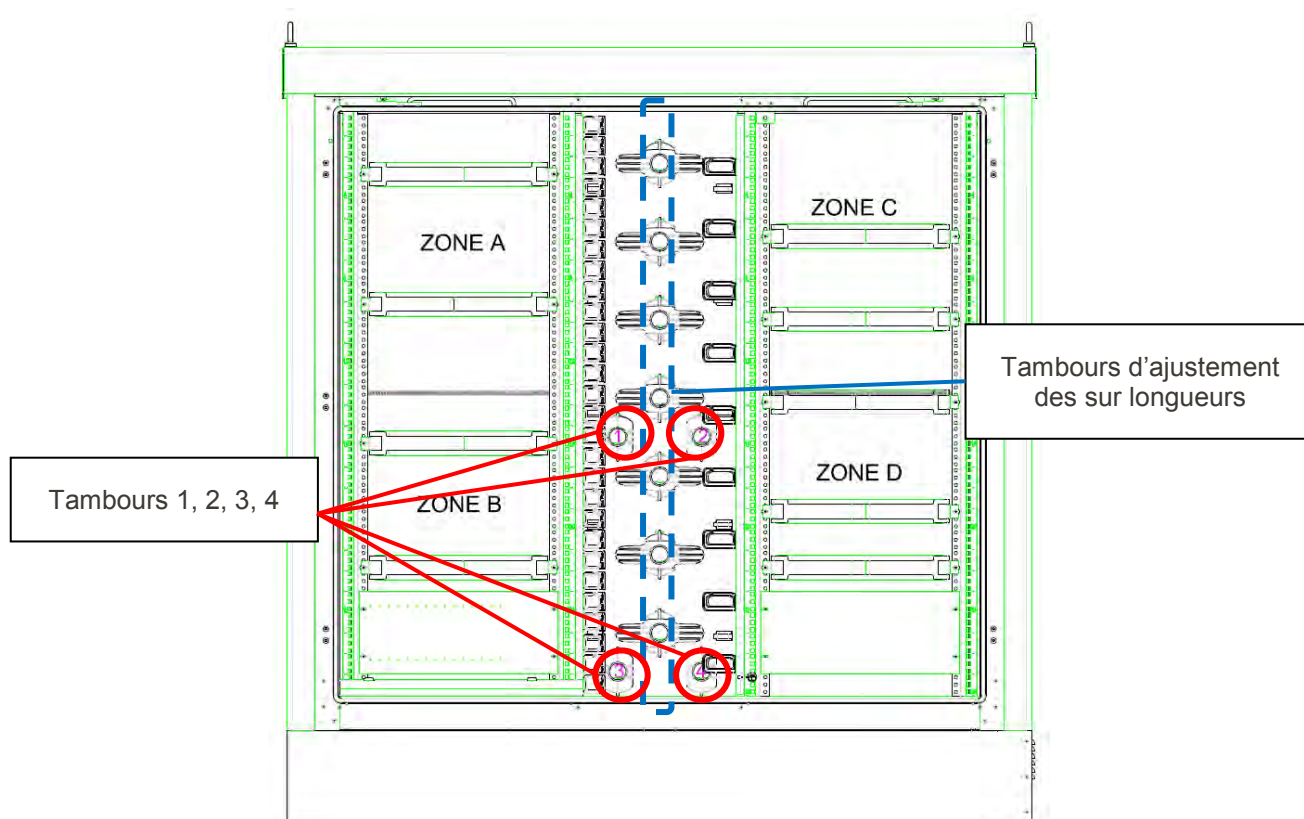 ZONE C
ZONE A
Tambours d’ajustement
des sur longueurs
1
2
ZONE D
Tambours 1, 2, 3, 4
ZONE B
3
4